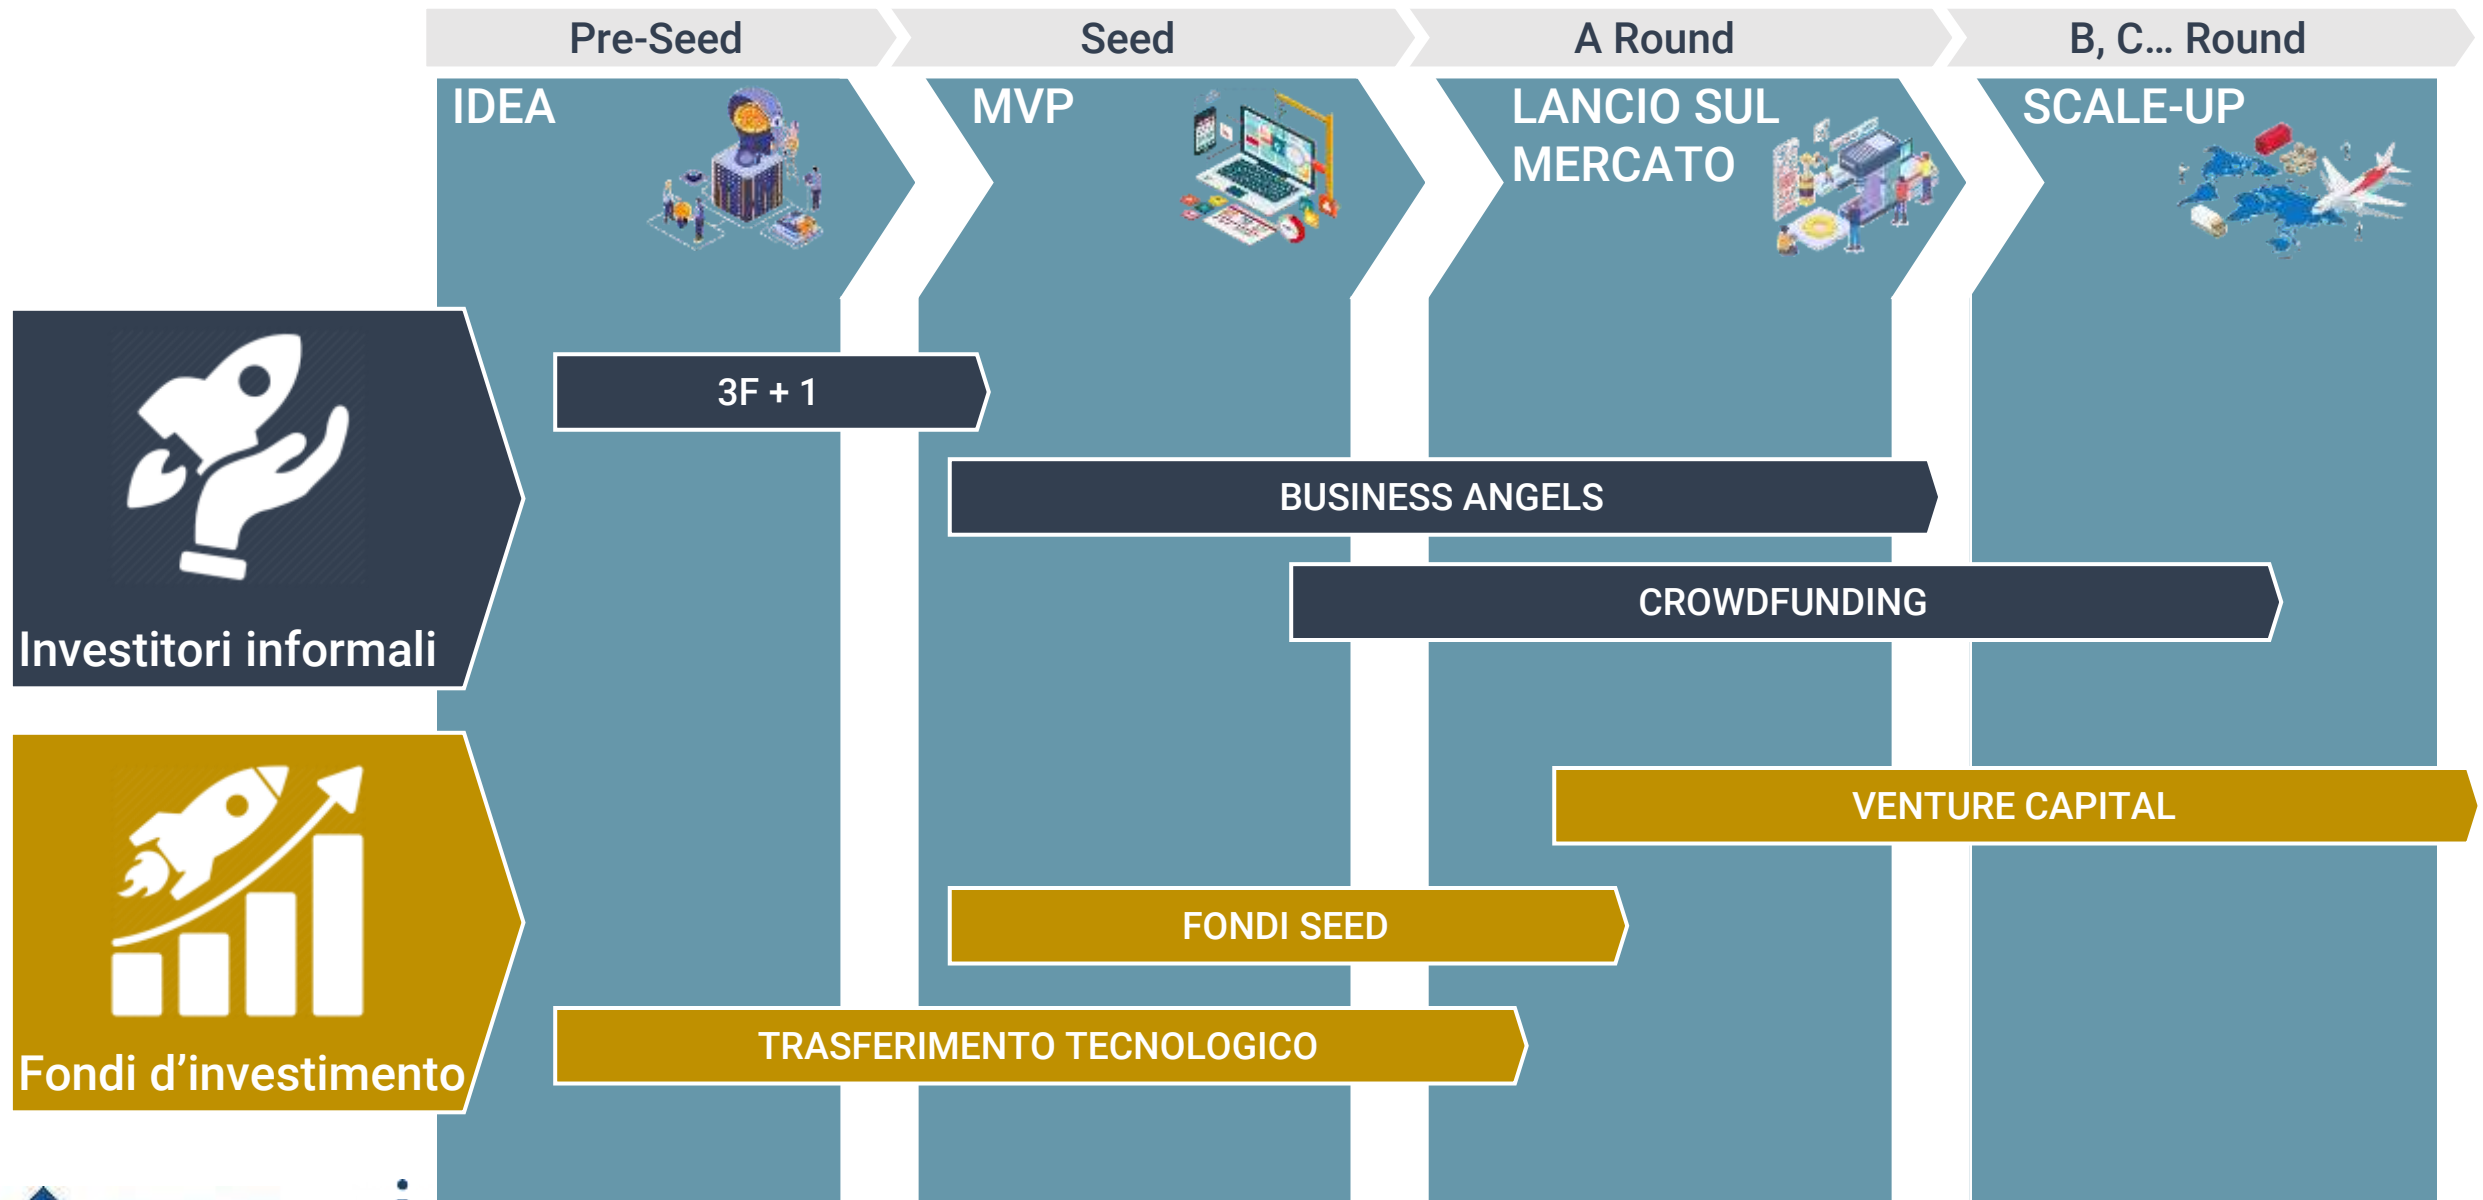 Pre-Seed
Seed
A Round
B, C... Round
IDEA
MVP
LANCIO SUL
MERCATO
SCALE-UP
3F + 1
BUSINESS ANGELS
CROWDFUNDING
Investitori informali
VENTURE CAPITAL
FONDI SEED
TRASFERIMENTO TECNOLOGICO
Fondi d’investimento